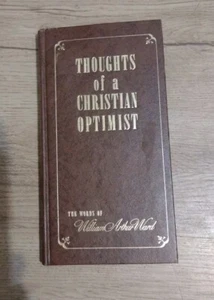 THOUGHTS
of a
CHRISTIAN
OPTIMIST
THE WORDS OF
William Arthur Ward